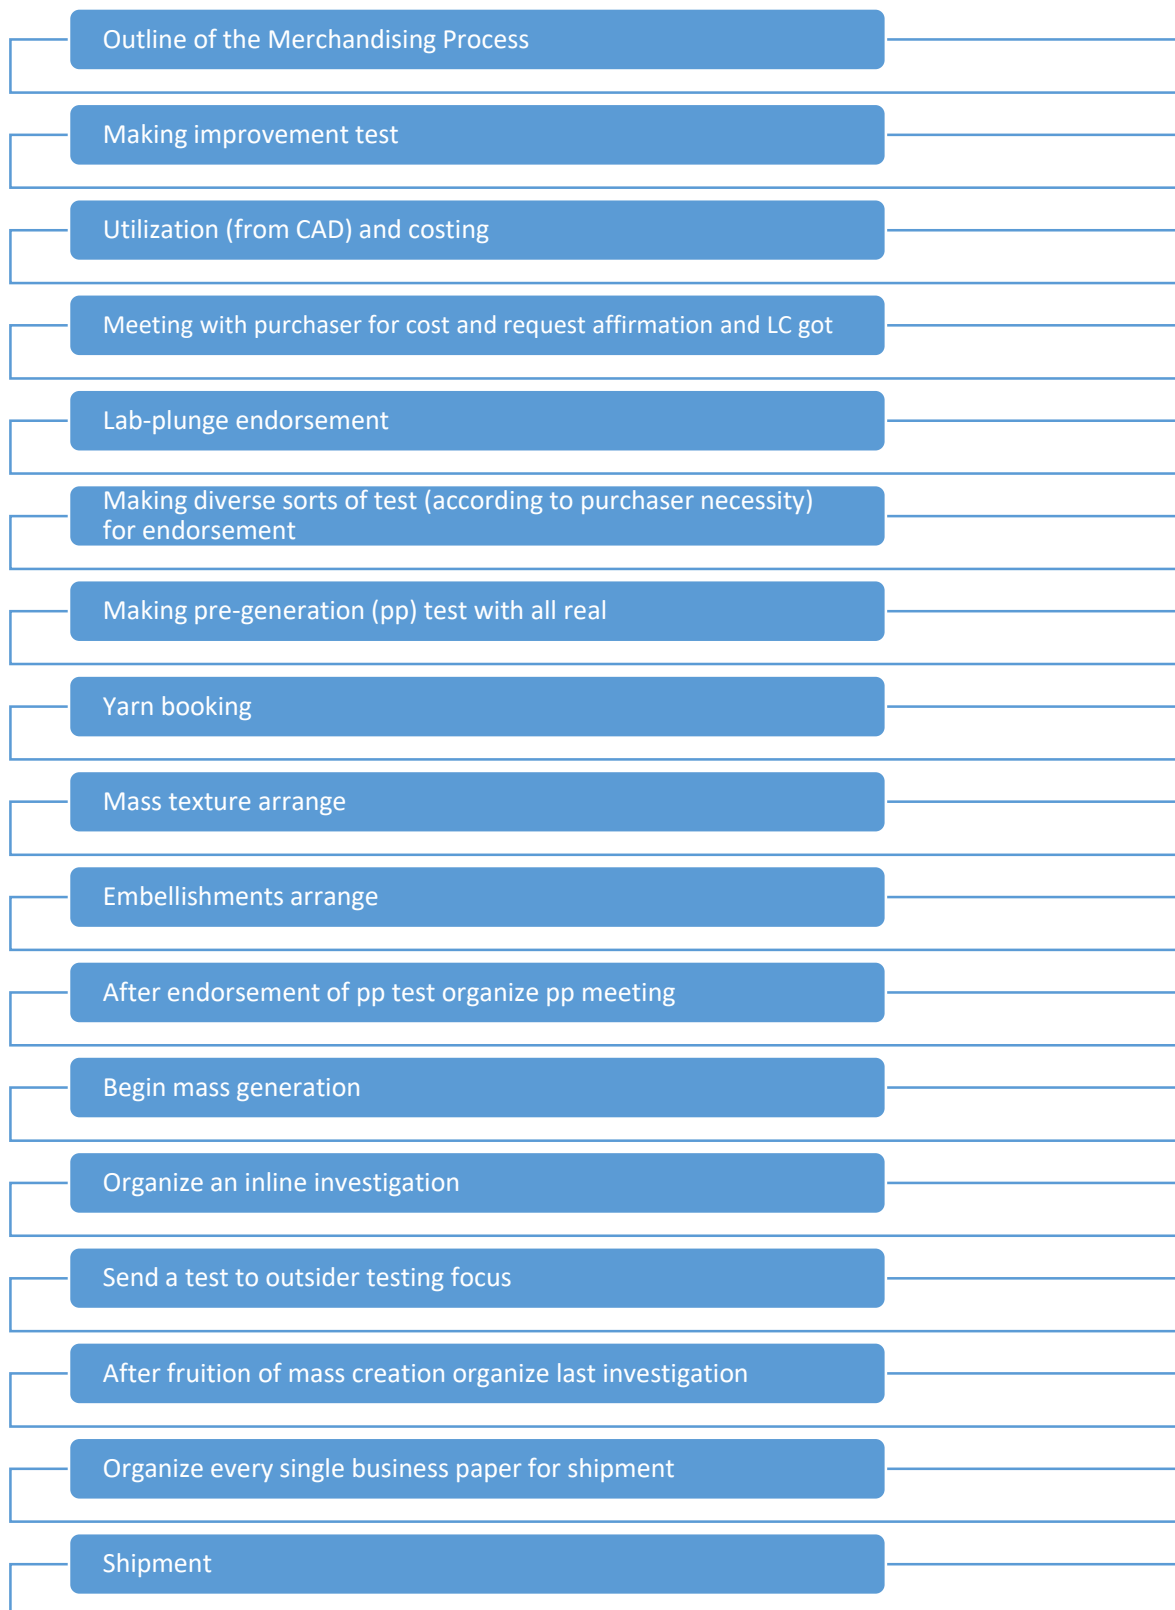 Outline of the Merchandising Process
Making improvement test
Utilization (from CAD) and costing
Meeting with purchaser for cost and request affirmation and LC got
Lab-plunge endorsement
Making diverse sorts of test (according to purchaser necessity)
for endorsement
Making pre-generation (pp) test with all real
Yarn booking
Mass texture arrange
Embellishments arrange
After endorsement of pp test organize pp meeting
Begin mass generation
Organize an inline investigation
Send a test to outsider testing focus
After fruition of mass creation organize last investigation
Organize every single business paper for shipment
Shipment